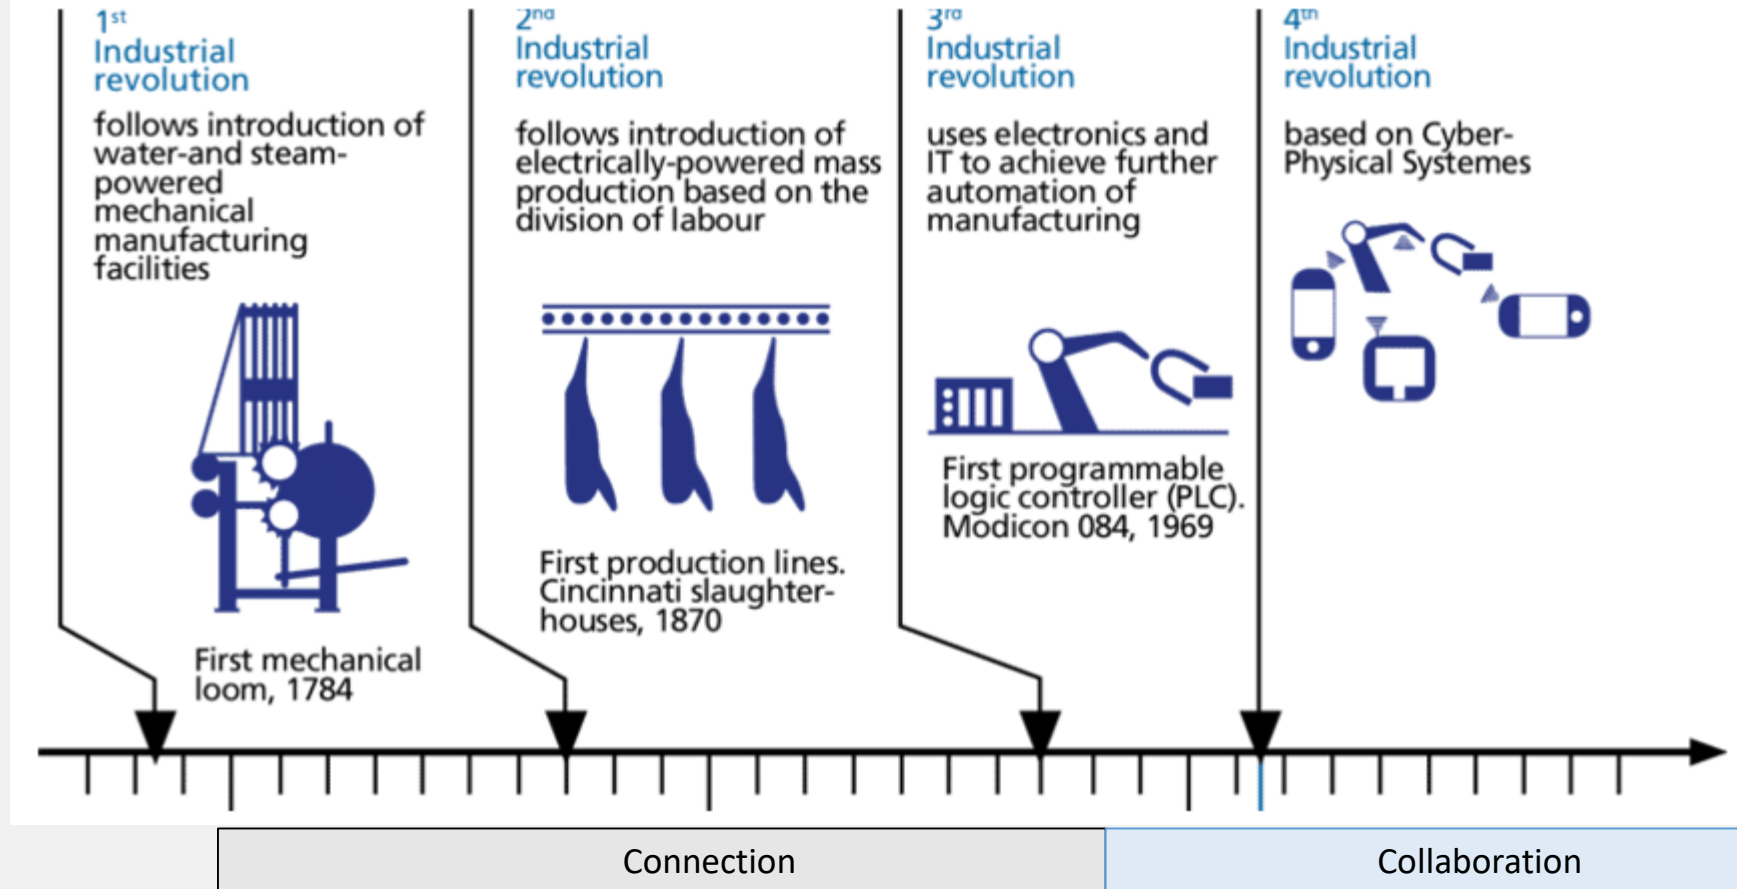 1st
Industrial
revolution
follows introduction of
water-and steam-
powered
mechanical
manufacturing
facilities
First mechanical
loom, 1784
2nd
Industrial
revolution
follows introduction of
electrically-powered mass
production based on the
division of labour
First production lines.
Cincinnati slaughter-
houses, 1870
3rd
Industrial
revolution
uses electronics and
IT to achieve further
automation of
manufacturing
First programmable
logic controller (PLC).
Modicon 084, 1969
4th
Industrial
revolution
based on Cyber-
Physical Systemes
Connection
Collaboration